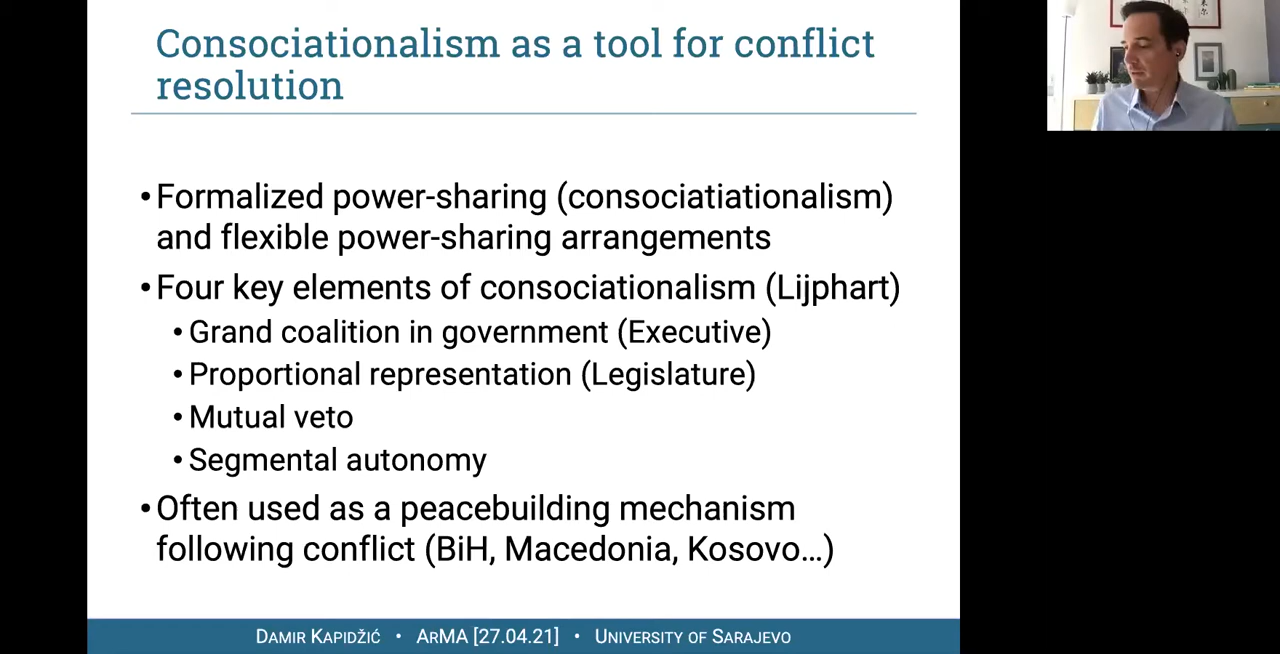 Consociationalism as a tool for conflict
resolution
• Formalized power-sharing (consociatiationalism)
and flexible power-sharing arrangements
• Four key elements of consociationalism (Lijphart)
• Grand coalition in government (Executive)
• Proportional representation (Legislature)
• Mutual veto
• Segmental autonomy
• Often used as a peacebuilding mechanism
following conflict (BiH, Macedonia, Kosovo...)
DAMIR KAPIDŽIĆ • ARMA [27.04.21] • UNIVERSITY OF SARAJEVO